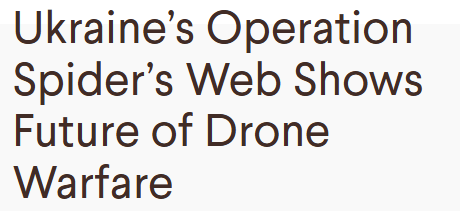 Ukraine’s Operation
Spider’s Web Shows
Future of Drone
Warfare